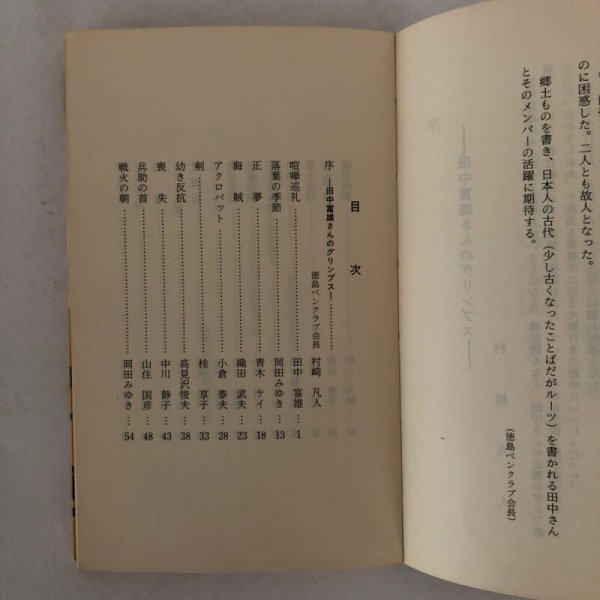 のに困惑した。二人とも故人となった。
郷土ものを書き、日本人の古代（少し古くなったことばだがルーツ）を書かれる田中さん
とそのメンバーの活躍に期待する。
（徳島ペンクラブ会長）
目次
序 ―田中富雄さんのグリンプス―……………徳島ペンクラブ会長 村崎 凡人
喧嘩巡礼……………田中 富雄…1
落葉の季節……………岡田みゆき…13
正夢……………青木 ケイ…18
海賊……………織田 武夫…23
アクロバット……………小倉 泰夫…28
剣……………桂 享子…33
幼き反抗……………高見沢俊夫…38
喪失……………中川 静子…43
兵助の首……………山住 国彦…48
戦火の朝……………岡田みゆき…54